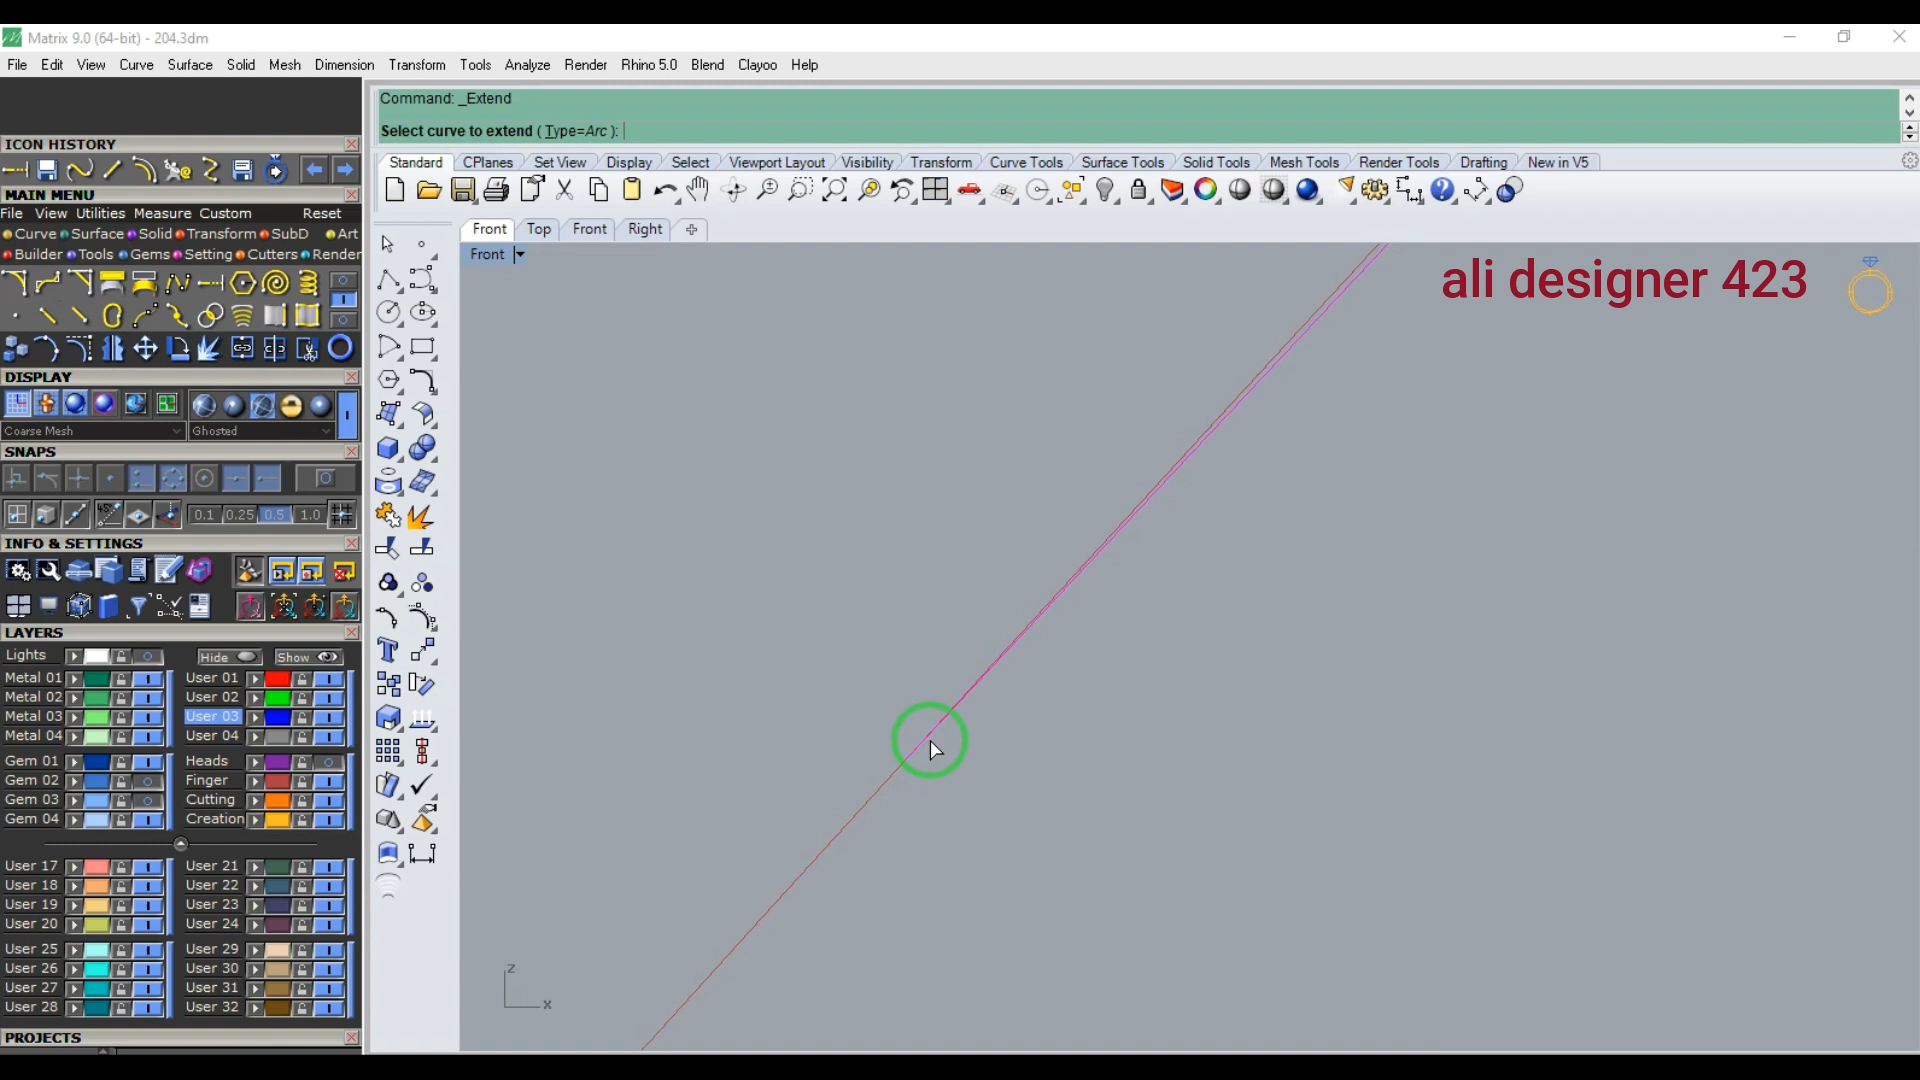 Matrix 9.0 (64-bit) - 204.3dm
File Edit View Curve Surface Solid Mesh Dimension Transform Tools Analyze Render Rhino 5.0 Blend Clayoo Help
Command: _Extend
Select curve to extend ( Type=Arc ):
Standard CPlanes Set View Display Select Viewport Layout Visibility Transform Curve Tools Surface Tools Solid Tools Mesh Tools Render Tools Drafting New in V5
Front Top Front Right
Front
ali designer 423
z
x
ICON HISTORY
MAIN MENU
File View Utilities Measure Custom Reset
Curve Surface Solid Transform SubD Art
Builder Tools Gems Setting Cutters Render
DISPLAY
Coarse Mesh Ghosted
SNAPS
45°
0.1 0.25 0.5 1.0
INFO & SETTINGS
LAYERS
Lights Hide Show
Metal 01 User 01
Metal 02 User 02
Metal 03 User 03
Metal 04 User 04
Gem 01 Heads
Gem 02 Finger
Gem 03 Cutting
Gem 04 Creation
User 17 User 21
User 18 User 22
User 19 User 23
User 20 User 24
User 25 User 29
User 26 User 30
User 27 User 31
User 28 User 32
PROJECTS